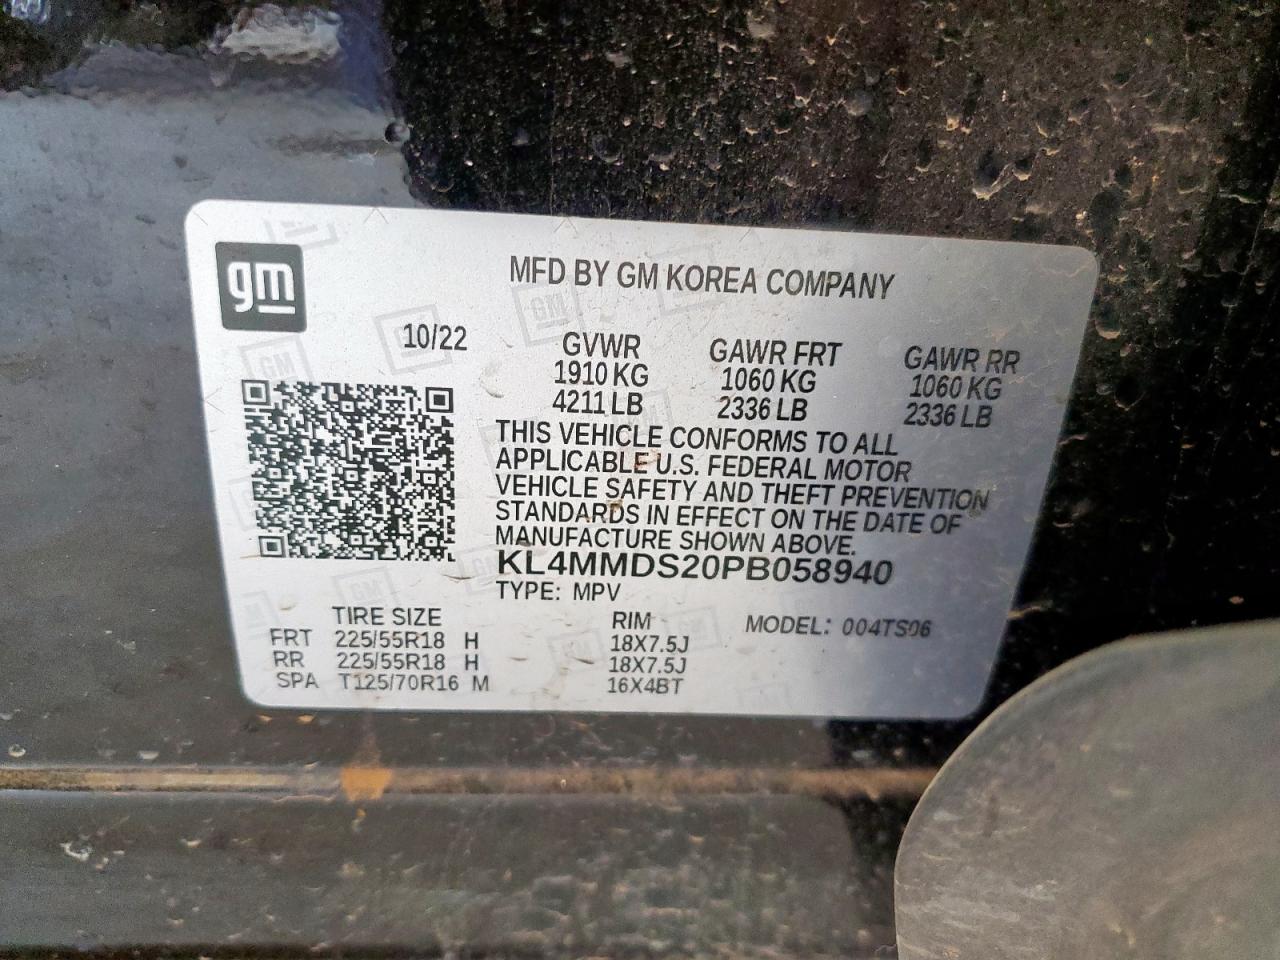 gm
MFD BY GM KOREA COMPANY
10/22
GVWR GAWR FRT GAWR RR
1910 KG 1060 KG 1060 KG
4211 LB 2336 LB 2336 LB
THIS VEHICLE CONFORMS TO ALL
APPLICABLE U.S. FEDERAL MOTOR
VEHICLE SAFETY AND THEFT PREVENTION
STANDARDS IN EFFECT ON THE DATE OF
MANUFACTURE SHOWN ABOVE.
KL4MMDS20PB058940
TYPE: MPV
TIRE SIZE RIM MODEL: 004TS06
FRT 225/55R18 H 18X7.5J
RR 225/55R18 H 18X7.5J
SPA T125/70R16 M 16X4BT